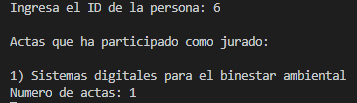 Ingresa el ID de la persona: 6
Actas que ha participado como jurado:
1) Sistemas digitales para el binestar ambiental
Numero de actas: 1